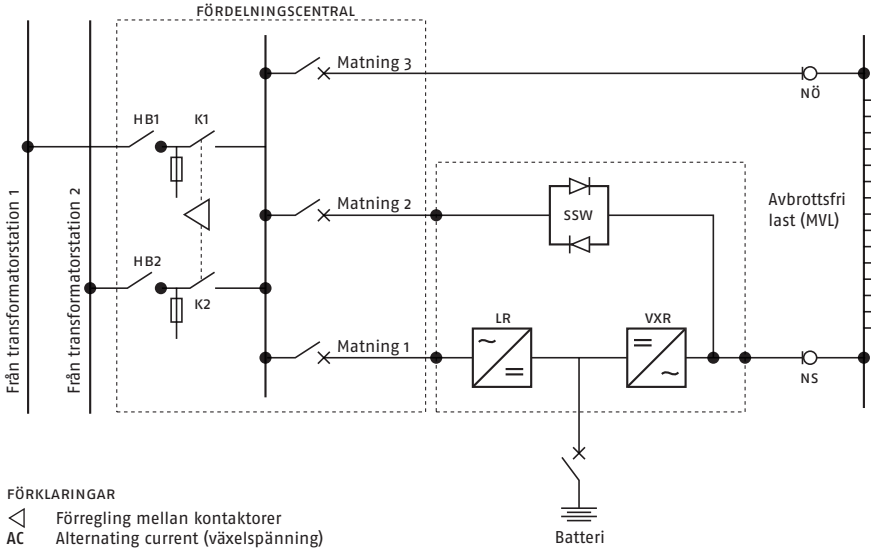 FÖRDELNINGSCENTRAL
Från transformatorstation 1
Från transformatorstation 2
HB1
K1
HB2
K2
Matning 3
Matning 2
Matning 1
SSW
LR
VXR
NÖ
NS
Avbrottsfri
last (MVL)
Batteri
FÖRKLARINGAR
Förregling mellan kontaktorer
AC Alternating current (växelspänning)